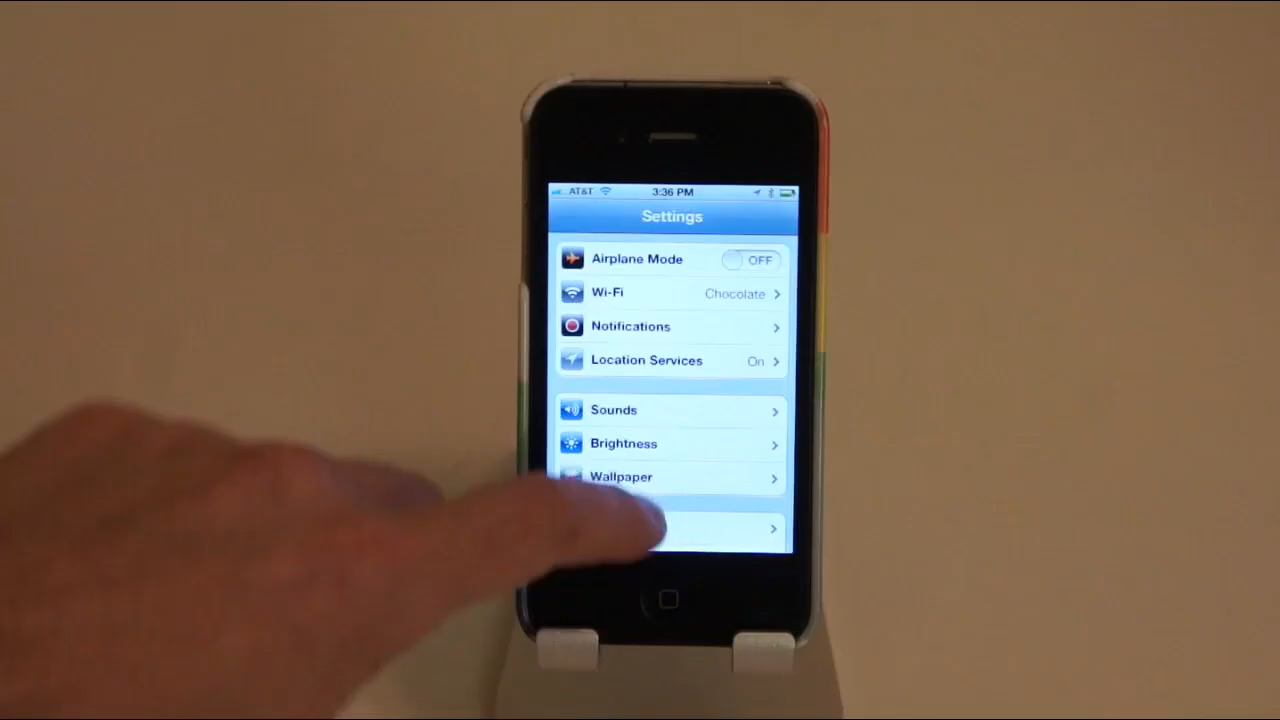 AT&T 3:36 PM
Settings
Airplane Mode OFF
Wi-Fi Chocolate
Notifications
Location Services On
Sounds
Brightness
Wallpaper